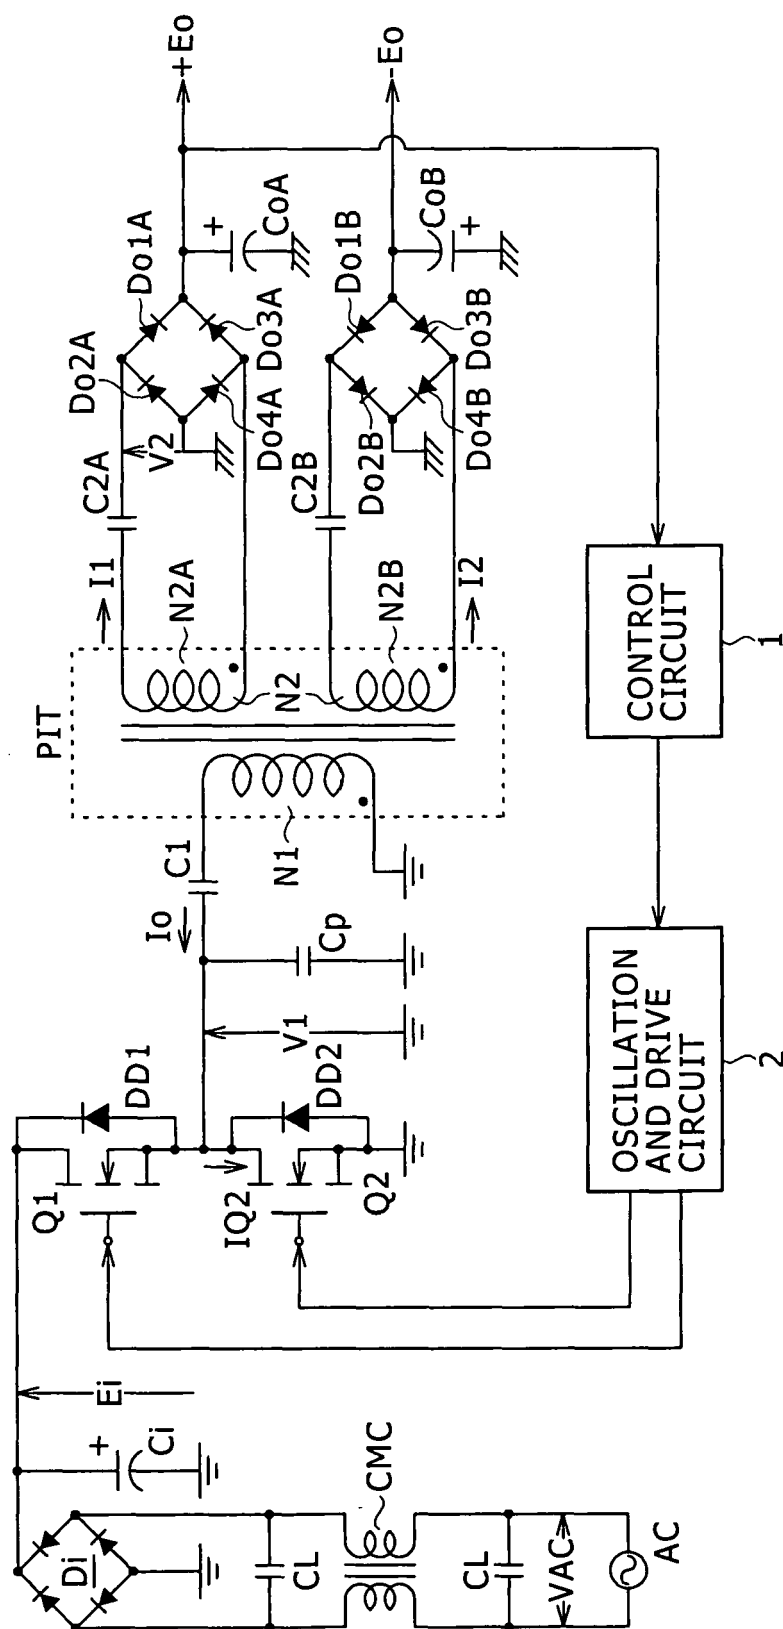 AC
VAC
CL
CMC
CL
Di
Ci
+
Ei
Q1
DD1
IQ2
Q2
DD2
V1
Cp
Io
C1
N1
PIT
N2
N2A
N2B
I1
I2
C2A
V2
C2B
Do2A
Do1A
Do4A
Do3A
Do2B
Do1B
Do4B
Do3B
+
CoA
CoB
+
+Eo
-Eo
CONTROL
CIRCUIT
1
OSCILLATION
AND DRIVE
CIRCUIT
2